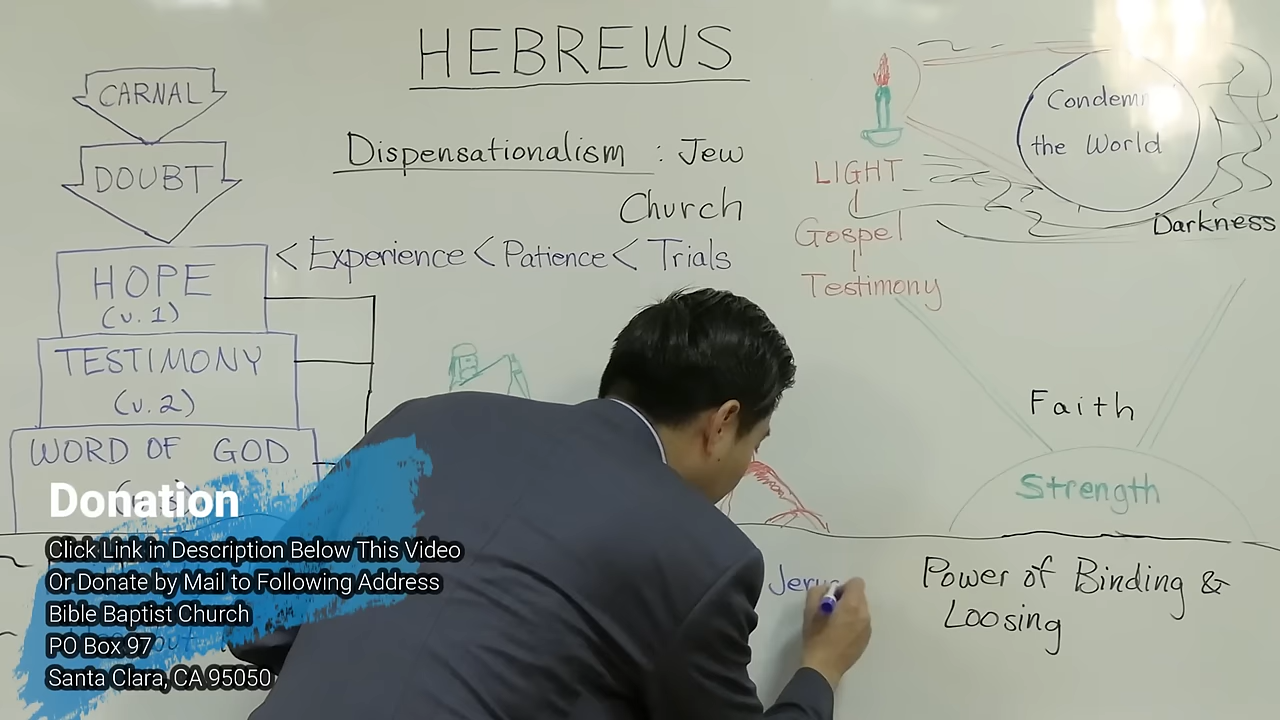 HEBREWS
CARNAL
DOUBT
HOPE
(v.1)
TESTIMONY
(v.2)
WORD OF GOD
Dispensationalism : Jew
Church
< Experience < Patience < Trials
LIGHT
Gospel
Testimony
Condemn
the World
Darkness
Faith
Strength
Power of Binding &
Loosing
Donation
Click Link in Description Below This Video
Or Donate by Mail to Following Address
Bible Baptist Church
PO Box 97
Santa Clara, CA 95050